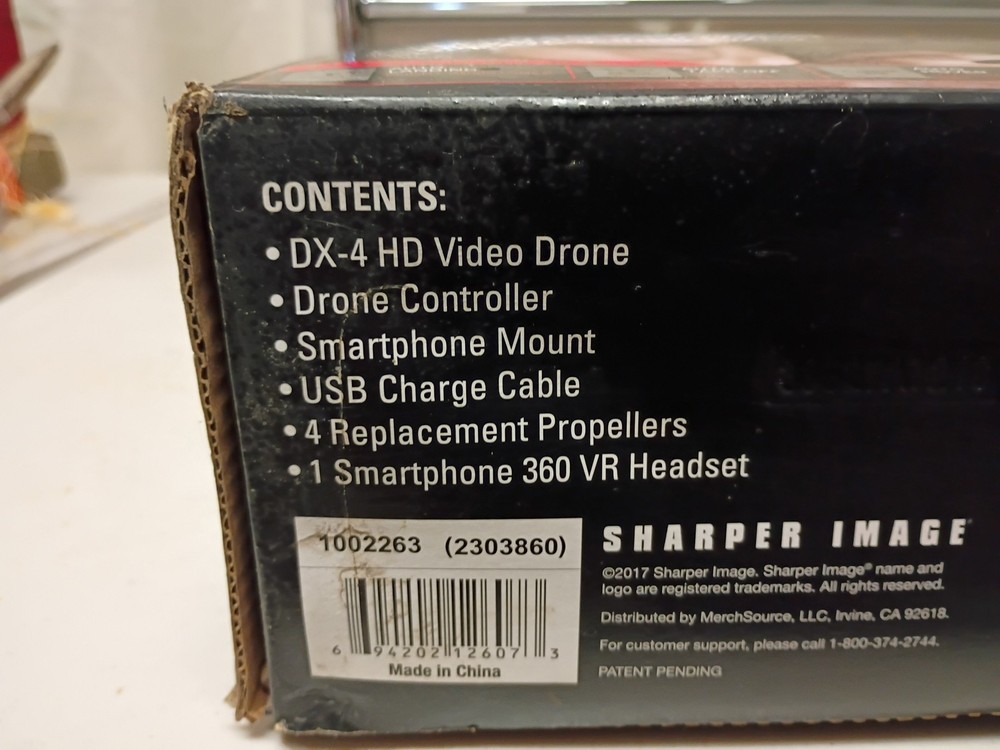 CONTENTS:
• DX-4 HD Video Drone
• Drone Controller
• Smartphone Mount
• USB Charge Cable
• 4 Replacement Propellers
• 1 Smartphone 360 VR Headset
1002263 (2303860)
6 94202 12607 3
Made in China
SHARPER IMAGE
©2017 Sharper Image. Sharper Image® name and
logo are registered trademarks. All rights reserved.
Distributed by MerchSource, LLC, Irvine, CA 92618.
For customer support, please call 1-800-374-2744.
PATENT PENDING